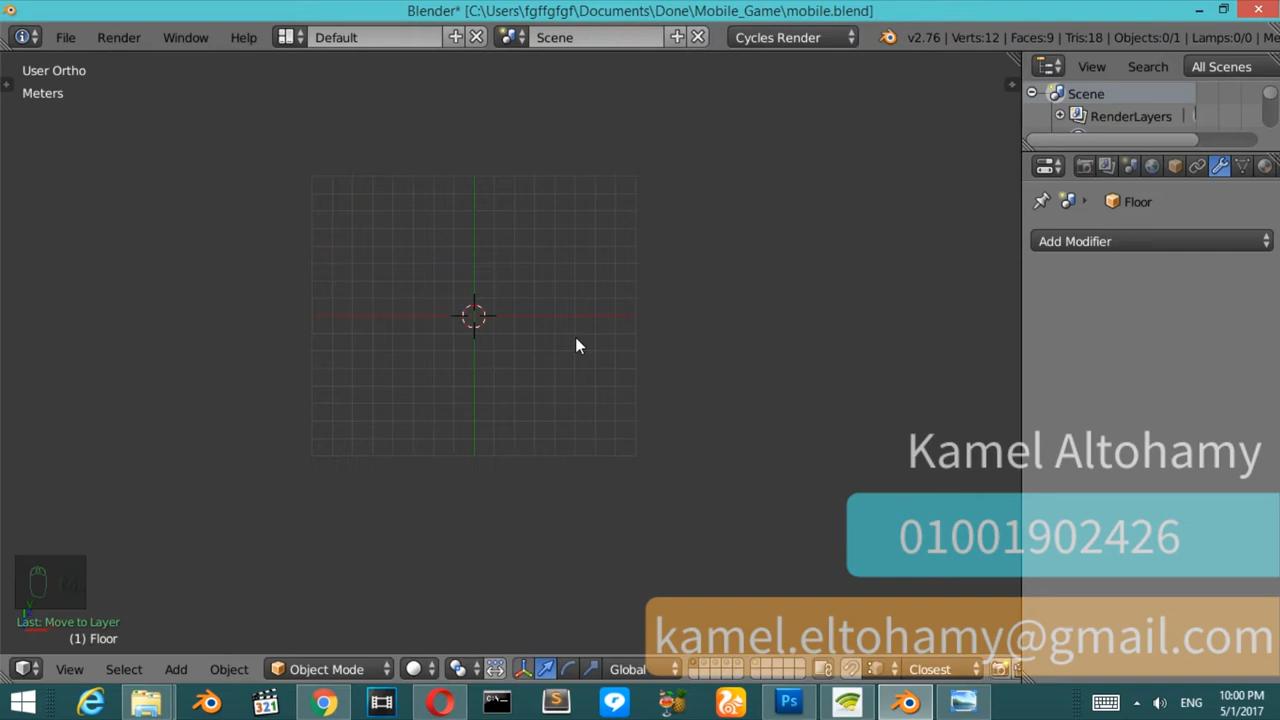 Blender* [C:\Users\fgffgfgf\Documents\Done\Mobile_Game\mobile.blend]
File Render Window Help Default Scene Cycles Render v2.76 | Verts:12 | Faces:9 | Tris:18 | Objects:0/1 | Lamps:0/0 | Me
User Ortho
Meters
View Search All Scenes
Scene
RenderLayers
Floor
Add Modifier
Kamel Altohamy
01001902426
kamel.eltohamy@gmail.com
Last: Move to Layer
(1) Floor
View Select Add Object Object Mode Global Closest
ENG
10:00 PM
5/1/2017